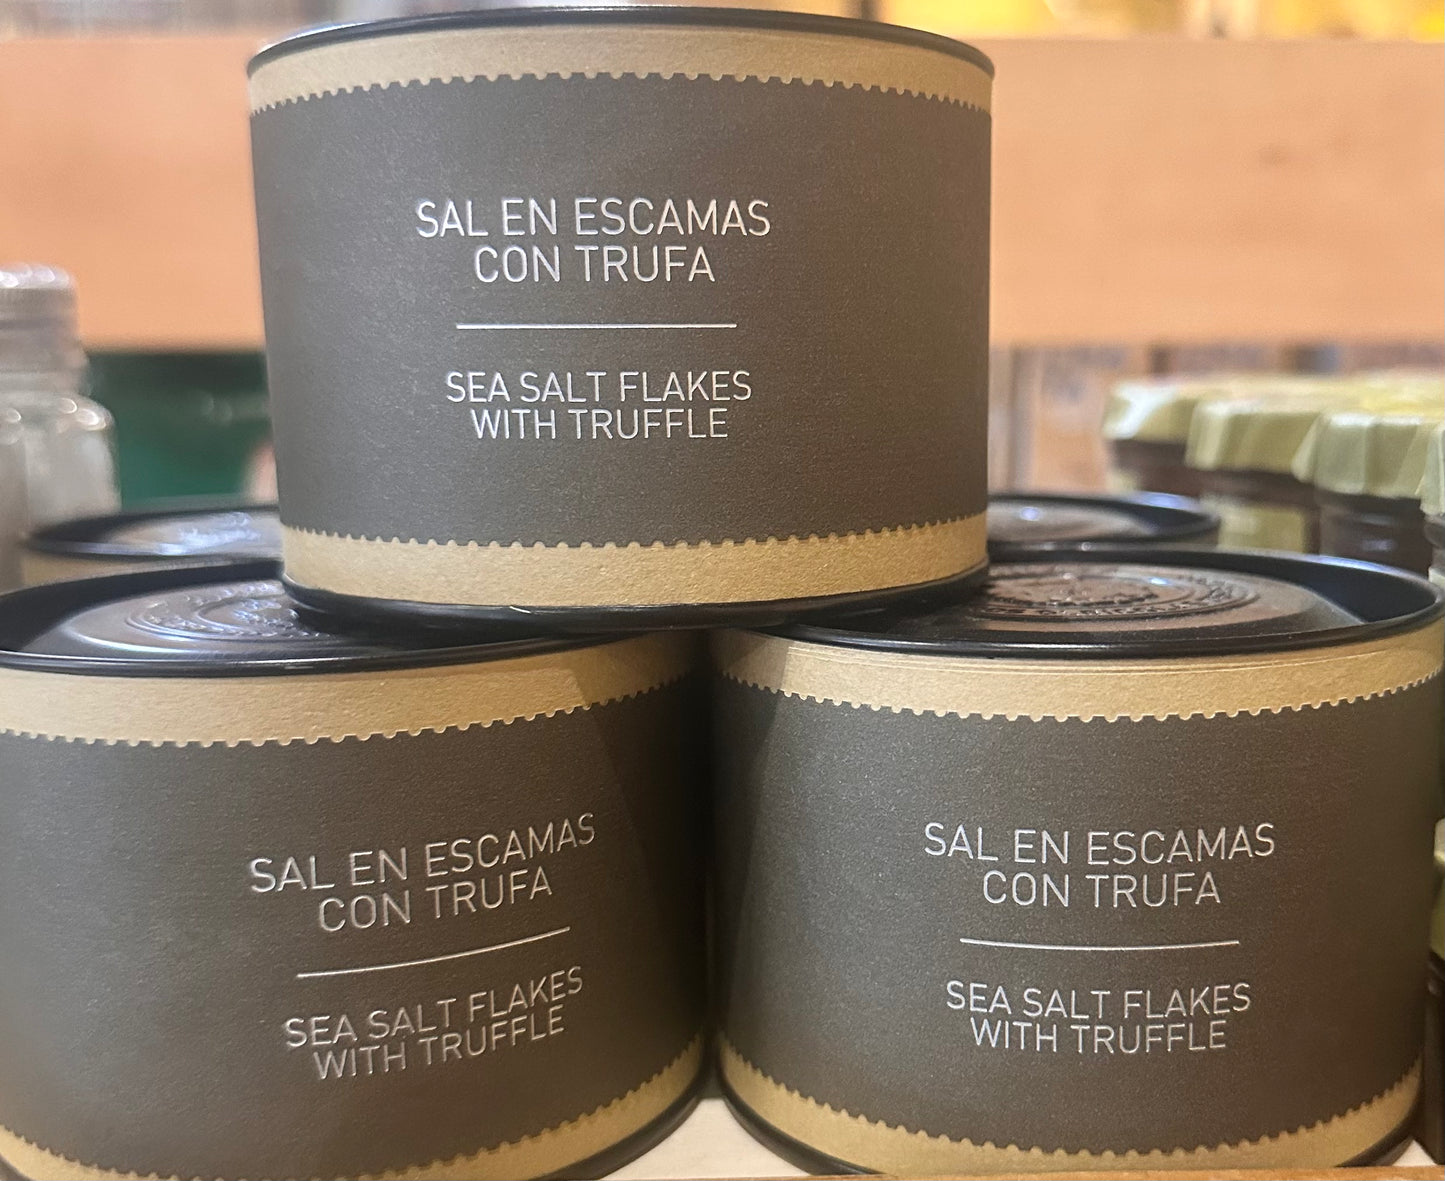 SAL EN ESCAMAS
CON TRUFA
SEA SALT FLAKES
WITH TRUFFLE
SAL EN ESCAMAS
CON TRUFA
SEA SALT FLAKES
WITH TRUFFLE
SAL EN ESCAMAS
CON TRUFA
SEA SALT FLAKES
WITH TRUFFLE